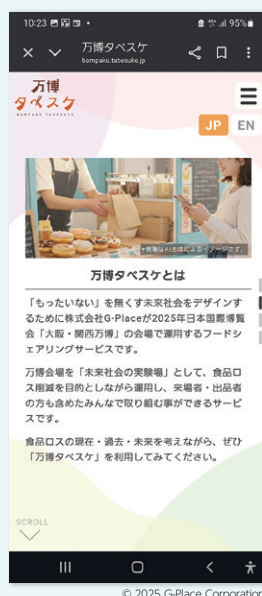 10:23
95%
万博タベスケ
bampaku.tabesuke.jp
万博
タベスケ
BAMPAKU TABESUKE
JP EN
*画像はAI生成によるイメージです。
万博タベスケとは
「もったいない」を無くす未来社会をデザインす
るために株式会社G-Placeが2025年日本国際博覧
会「大阪・関西万博」の会場で運用するフードシ
ェアリングサービスです。
万博会場を「未来社会の実験場」として、食品ロ
ス削減を目的としながら運用し、来場者・出品者
の方も含めたみんなで取り組む事ができるサービ
スです。
食品ロスの現在・過去・未来を考えながら、ぜひ
「万博タベスケ」を利用してみてください。
SCROLL
© 2025 G-Place Corporation